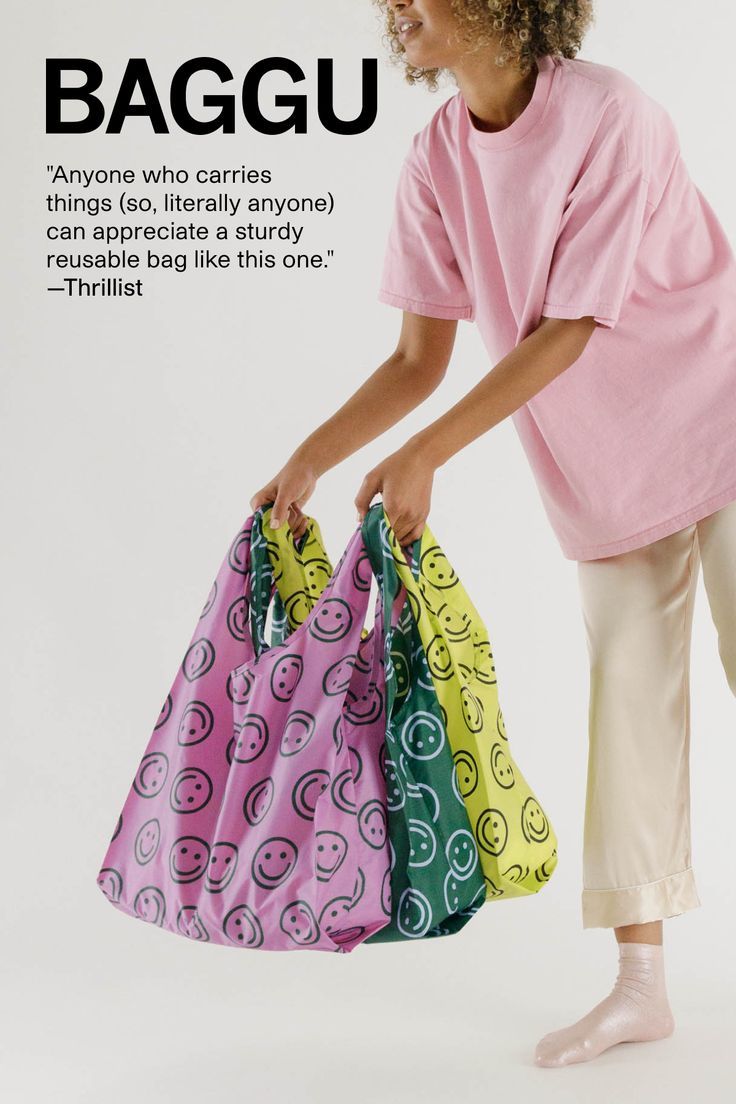 BAGGU
"Anyone who carries
things (so, literally anyone)
can appreciate a sturdy
reusable bag like this one."
—Thrillist